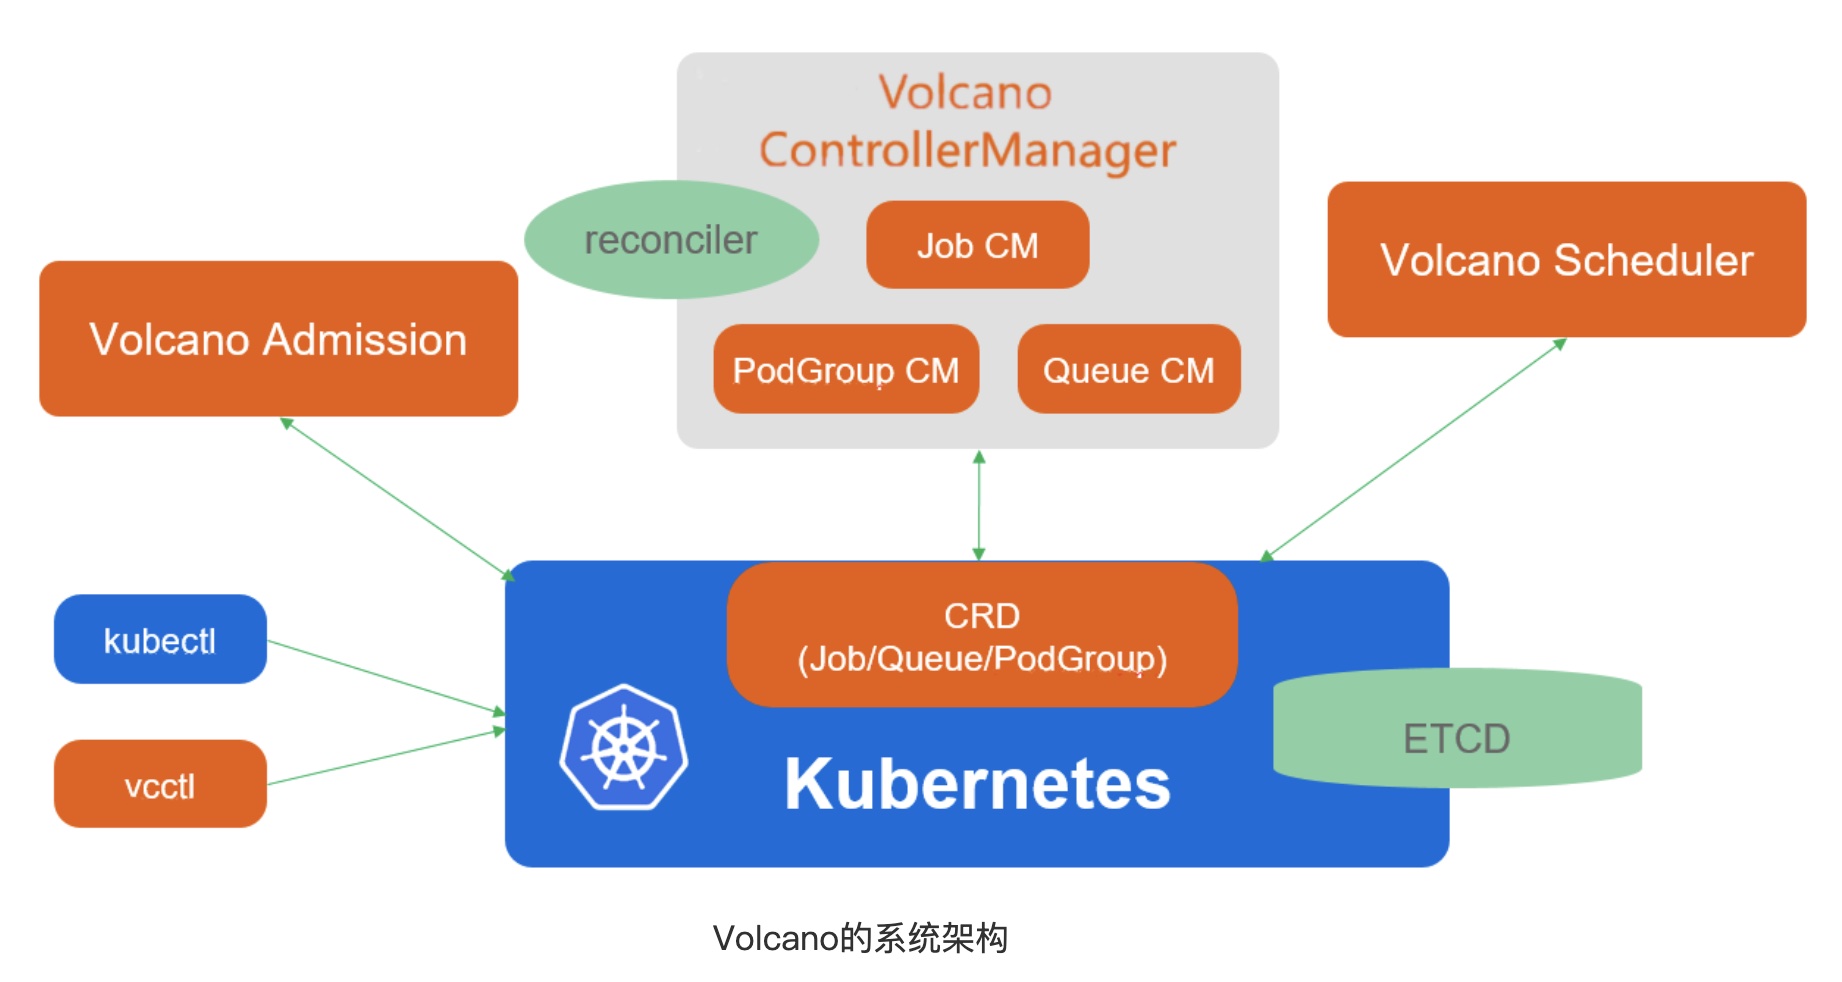 Volcano
ControllerManager
reconciler
Job CM
Volcano Scheduler
Volcano Admission
PodGroup CM
Queue CM
CRD
(Job/Queue/PodGroup)
kubectl
ETCD
vcctl
Kubernetes
Volcano的系统架构